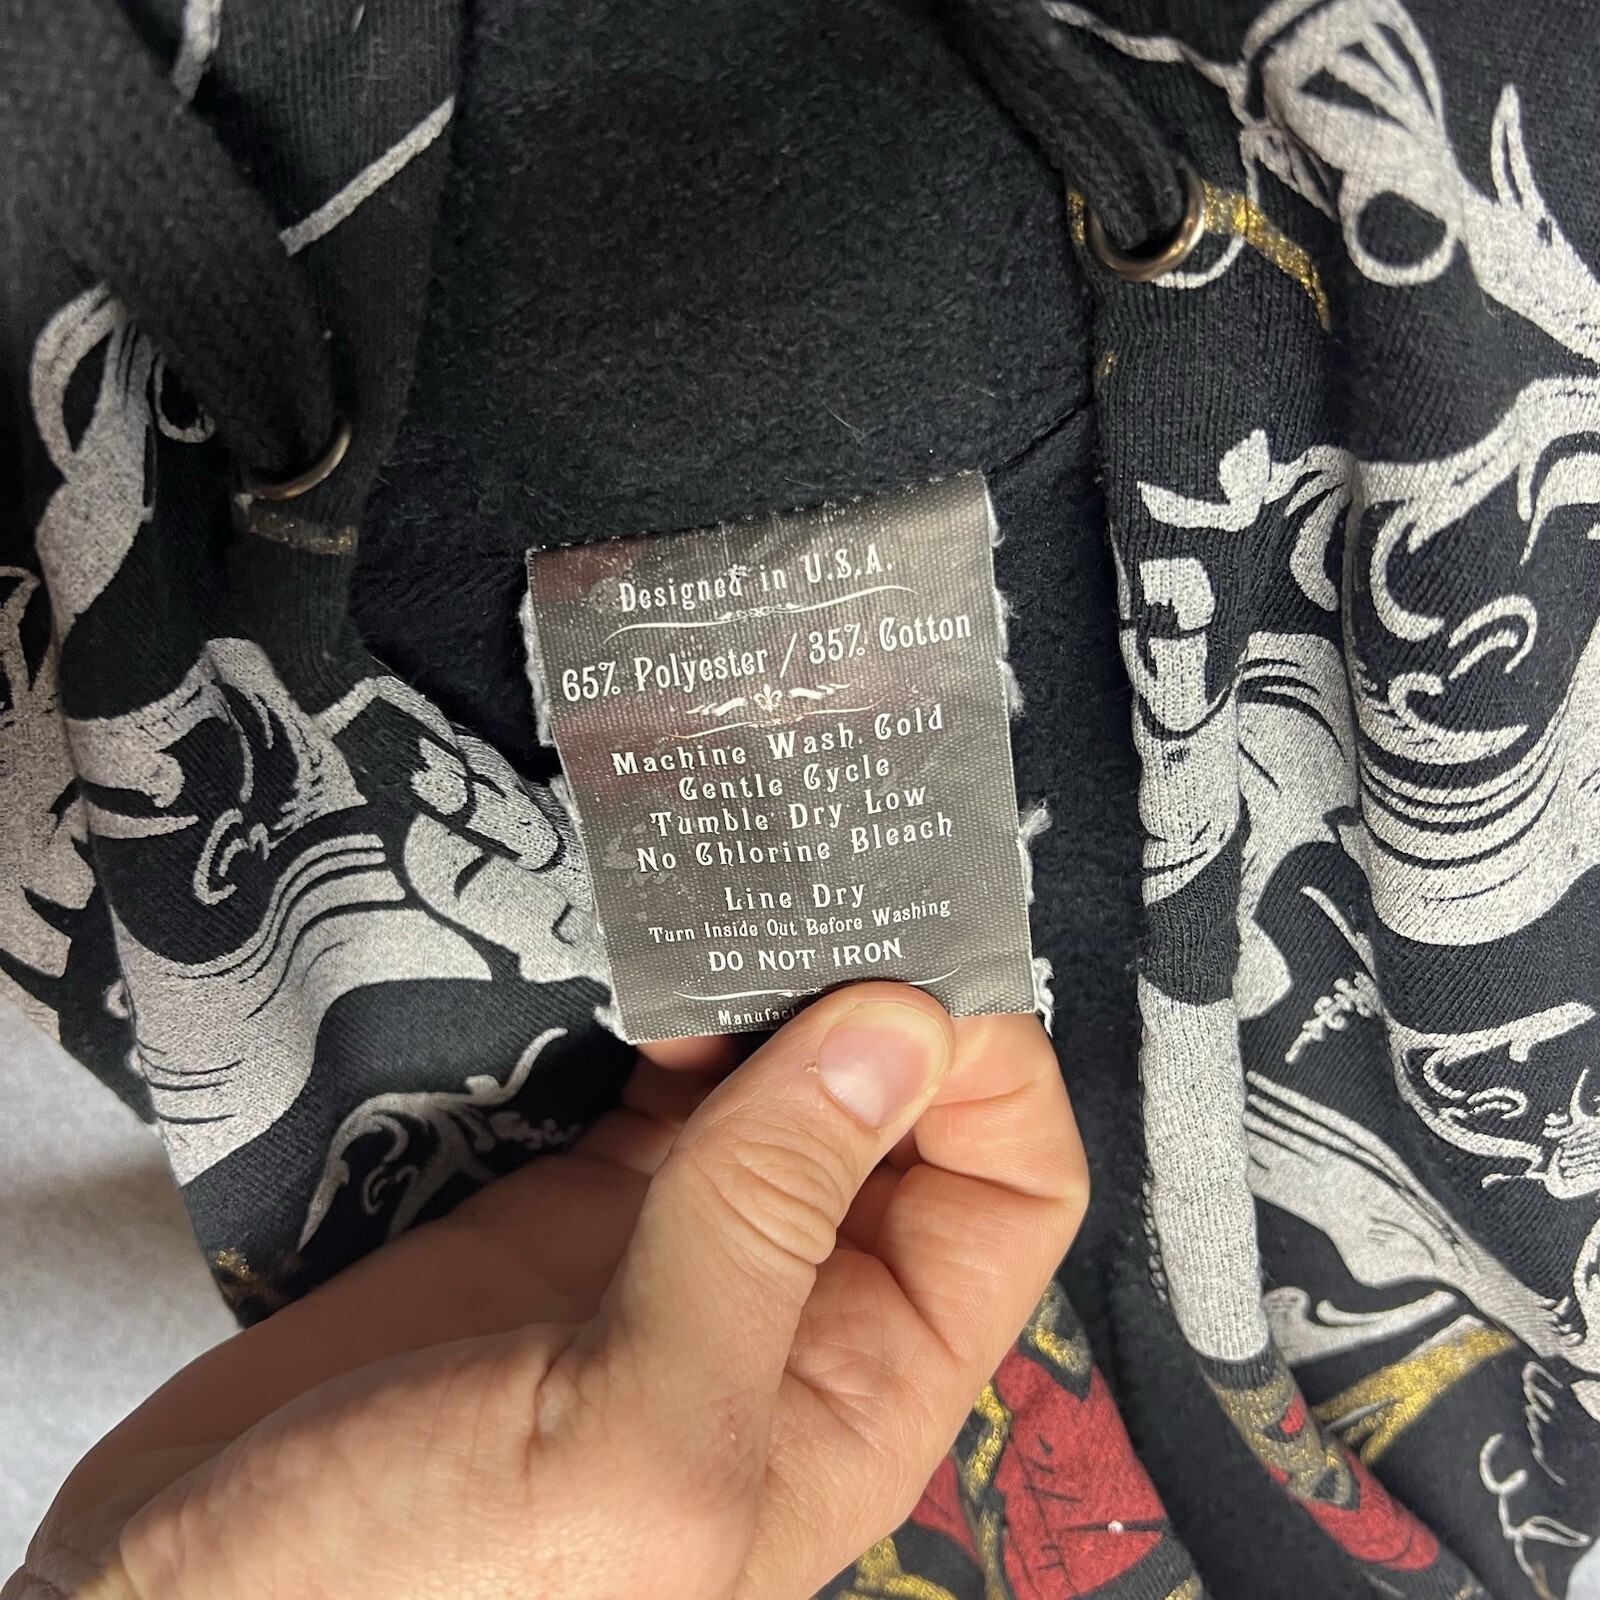 Designed in U.S.A.
65% Polyester / 35% Cotton
Machine Wash. Cold
Gentle Cycle
Tumble Dry Low
No Chlorine Bleach
Line Dry
Turn Inside Out Before Washing
DO NOT IRON